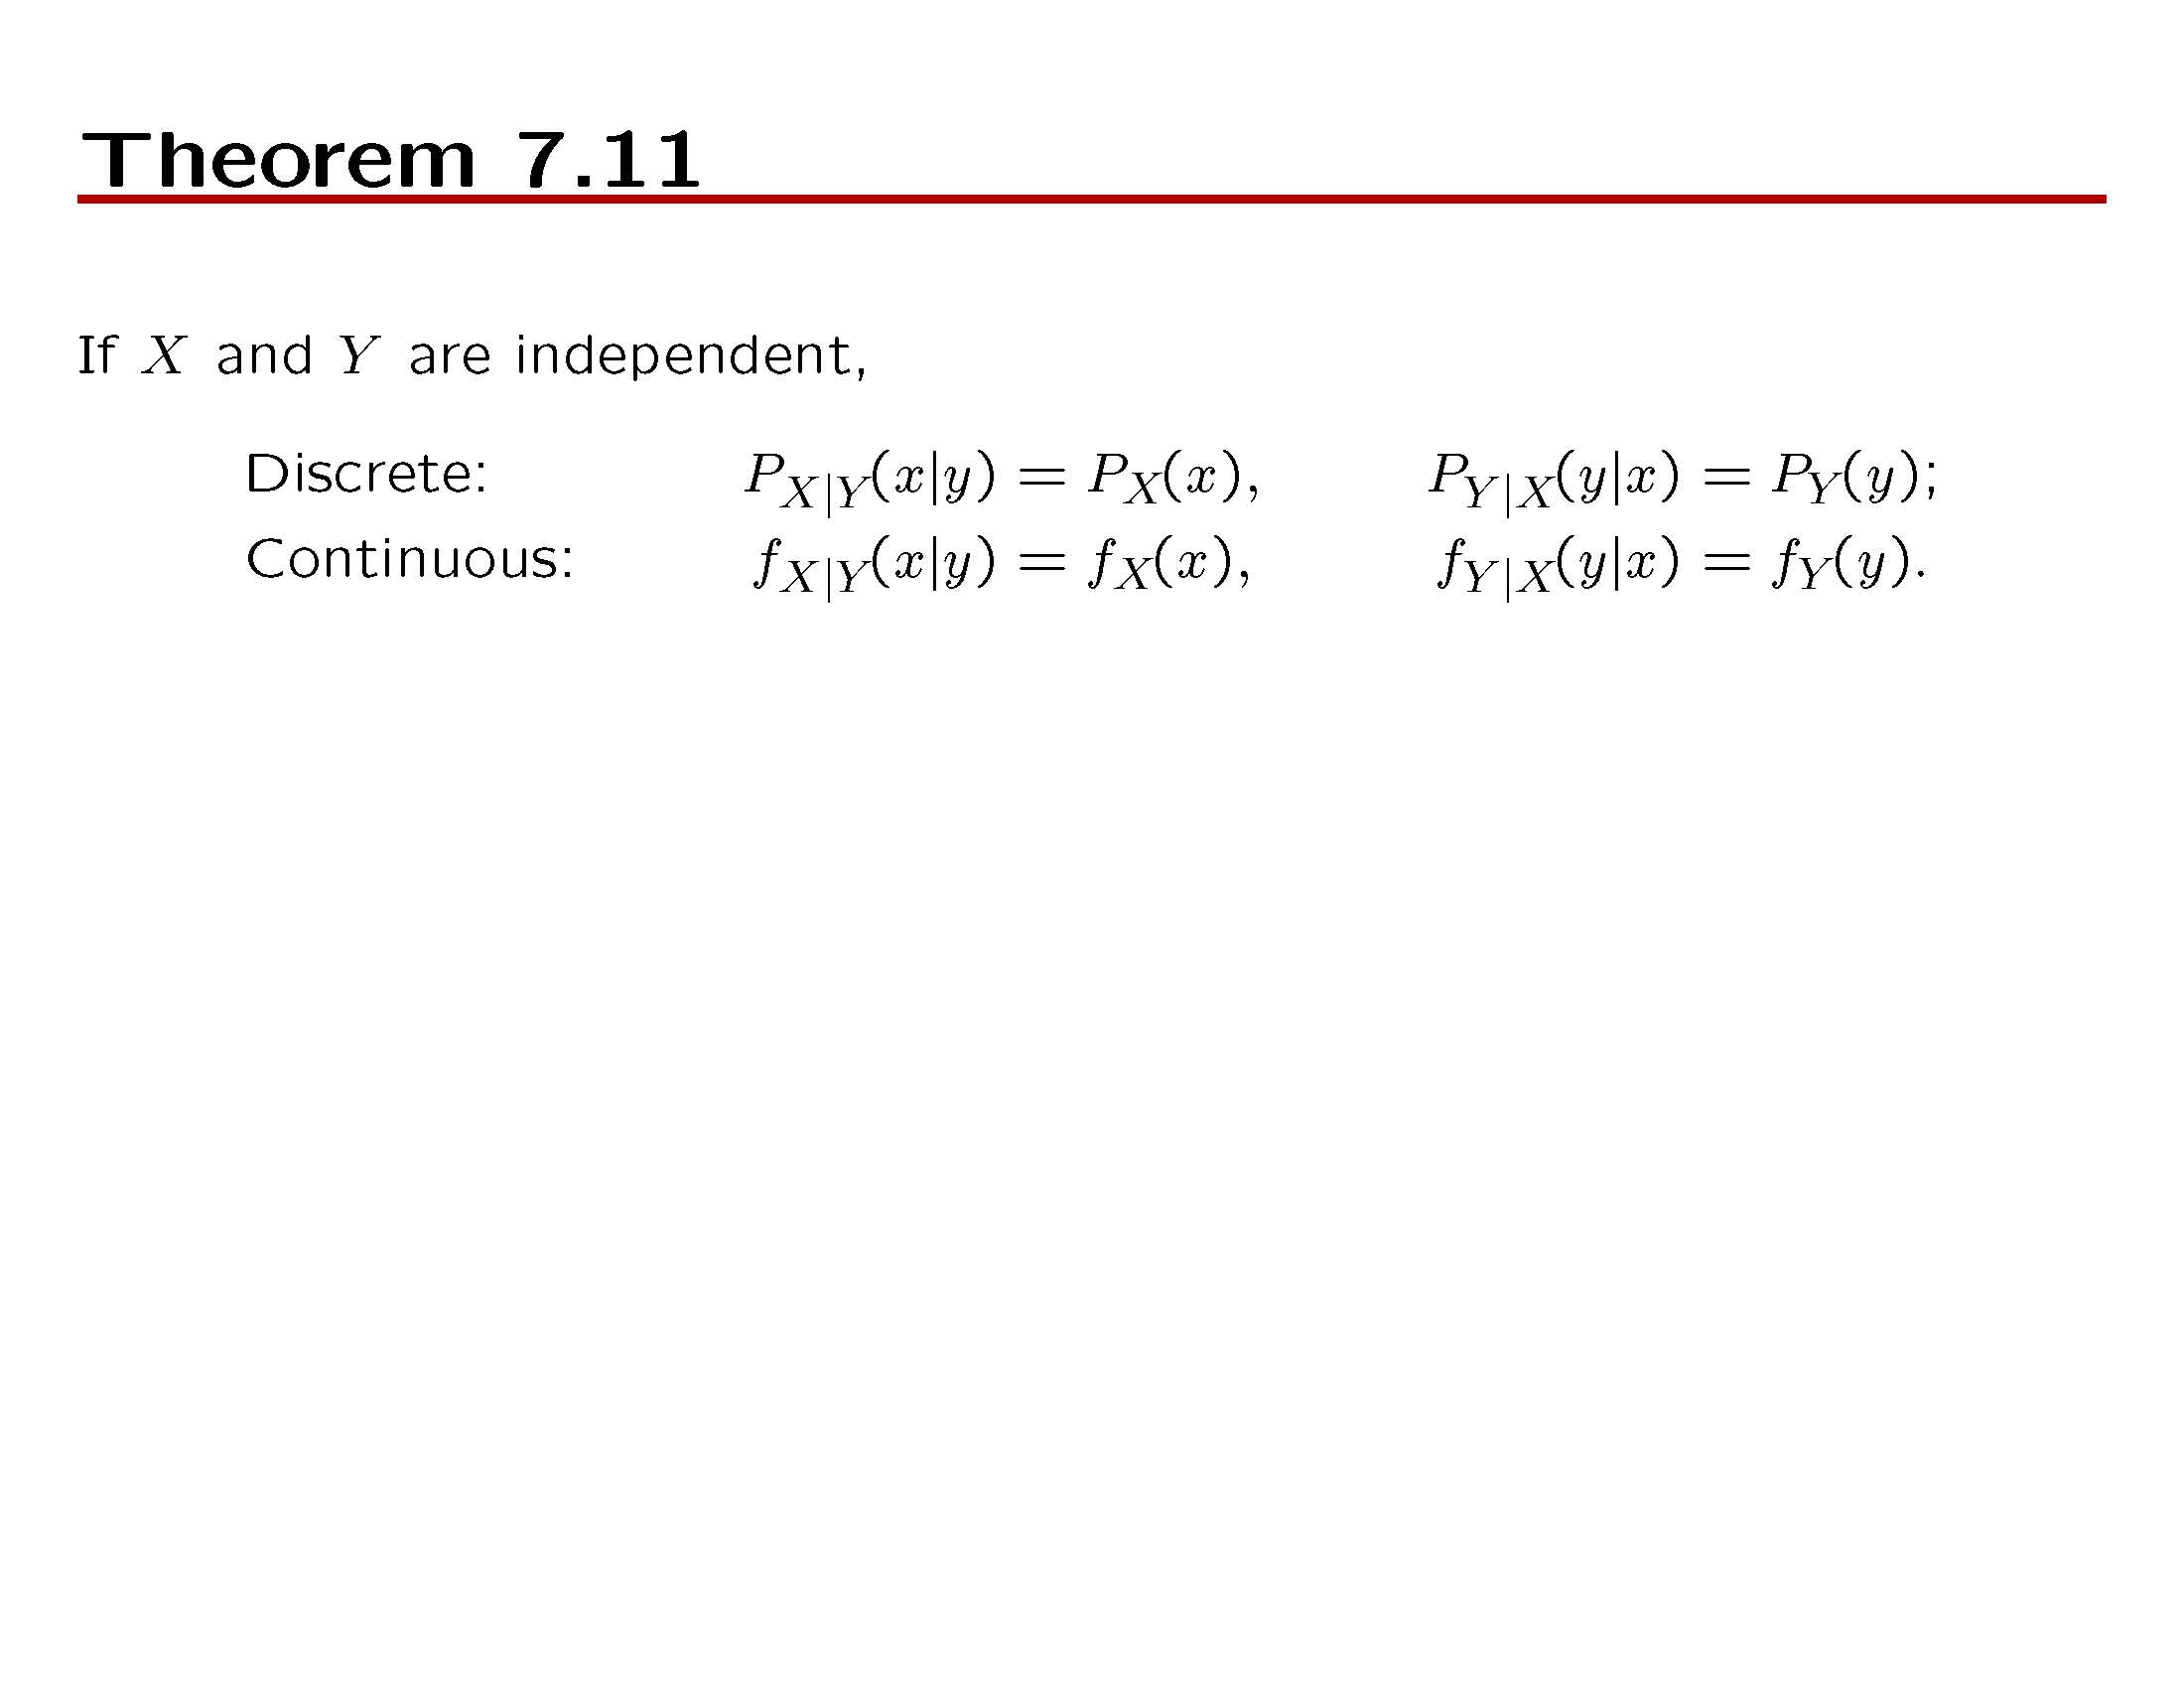 Theorem 7.11
If X and Y are independent,
Discrete: P_{X|Y}(x|y) = P_X(x), P_{Y|X}(y|x) = P_Y(y);
Continuous: f_{X|Y}(x|y) = f_X(x), f_{Y|X}(y|x) = f_Y(y).